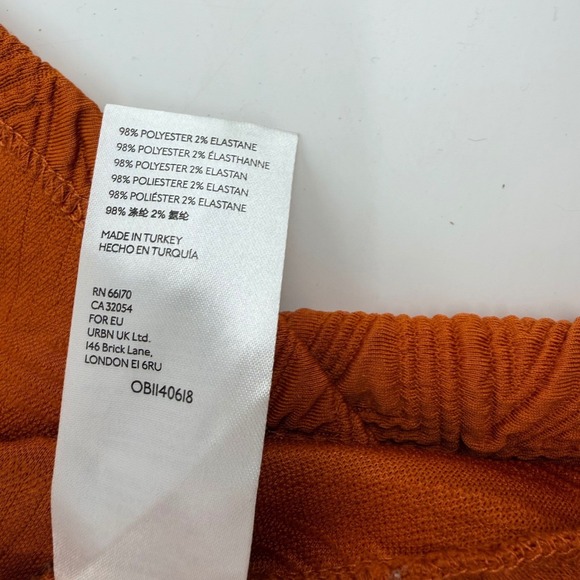 98% POLYESTER 2% ELASTANE
98% POLYESTER 2% ÉLASTHANNE
98% POLYESTER 2% ELASTAN
98% POLIESTERE 2% ELASTAN
98% POLIÉSTER 2% ELASTANE
98% 涤纶 2% 氨纶
MADE IN TURKEY
HECHO EN TURQUÍA
RN 66170
CA 32054
FOR EU
URBN UK Ltd.
146 Brick Lane,
LONDON E1 6RU
OB1140618